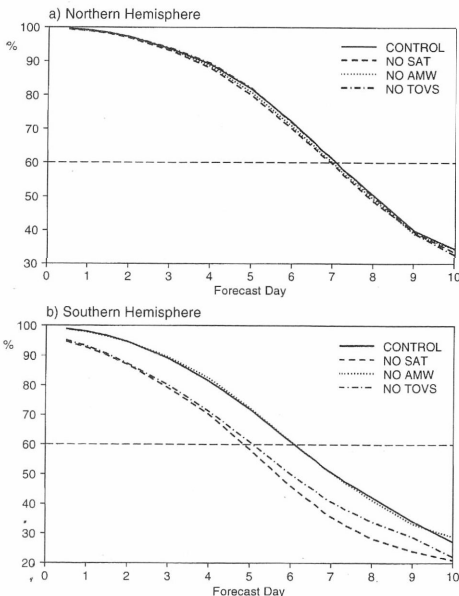 a) Northern Hemisphere
100
%
90
80
70
60
50
40
30
CONTROL
NO SAT
NO AMW
NO TOVS
0 1 2 3 4 5 6 7 8 9 10
Forecast Day
b) Southern Hemisphere
100
%
90
80
70
60
50
40
30
20
CONTROL
NO SAT
NO AMW
NO TOVS
0 1 2 3 4 5 6 7 8 9 10
Forecast Day